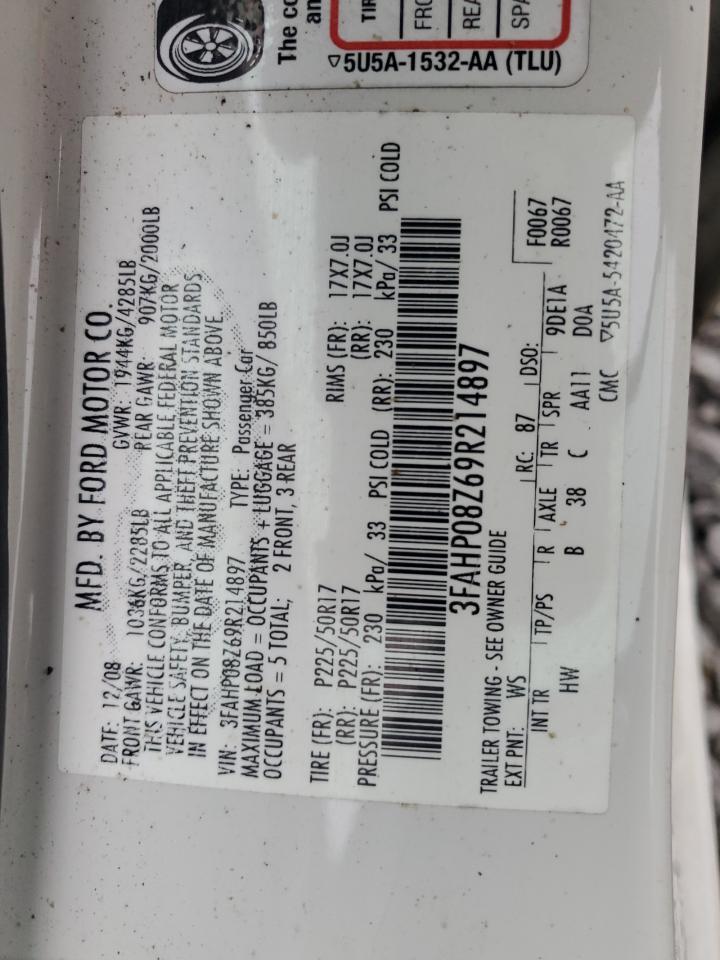 The co
an
TIR
FRO
REA
SPA
▽5U5A-1532-AA (TLU)
MFD. BY FORD MOTOR CO.
DATE: 12/08 GVWR: 1944KG/4285LB
FRONT GAWR: 1036KG/2285LB REAR GAWR: 907KG/2000LB
THIS VEHICLE CONFORMS TO ALL APPLICABLE FEDERAL MOTOR
VEHICLE SAFETY, BUMPER, AND THEFT PREVENTION STANDARDS
IN EFFECT ON THE DATE OF MANUFACTURE SHOWN ABOVE.
VIN: 3FAHP08Z69R214897 TYPE: Passenger Car
MAXIMUM LOAD = OCCUPANTS + LUGGAGE = 385KG/ 850LB
OCCUPANTS = 5 TOTAL; 2 FRONT, 3 REAR
TIRE (FR): P225/50R17 RIMS (FR): 17X7.0J
(RR): P225/50R17 (RR): 17X7.0J
PRESSURE (FR): 230 kPa/ 33 PSI COLD (RR): 230 kPa/ 33 PSI COLD
3FAHP08Z69R214897
TRAILER TOWING - SEE OWNER GUIDE F0067
EXT PNT: WS RC: 87 DSO: R0067
INT TR TP/PS R AXLE TR SPR 9DE1A
HW B 38 C AA11 D0A
CMC ▽5U5A-5420472-AA